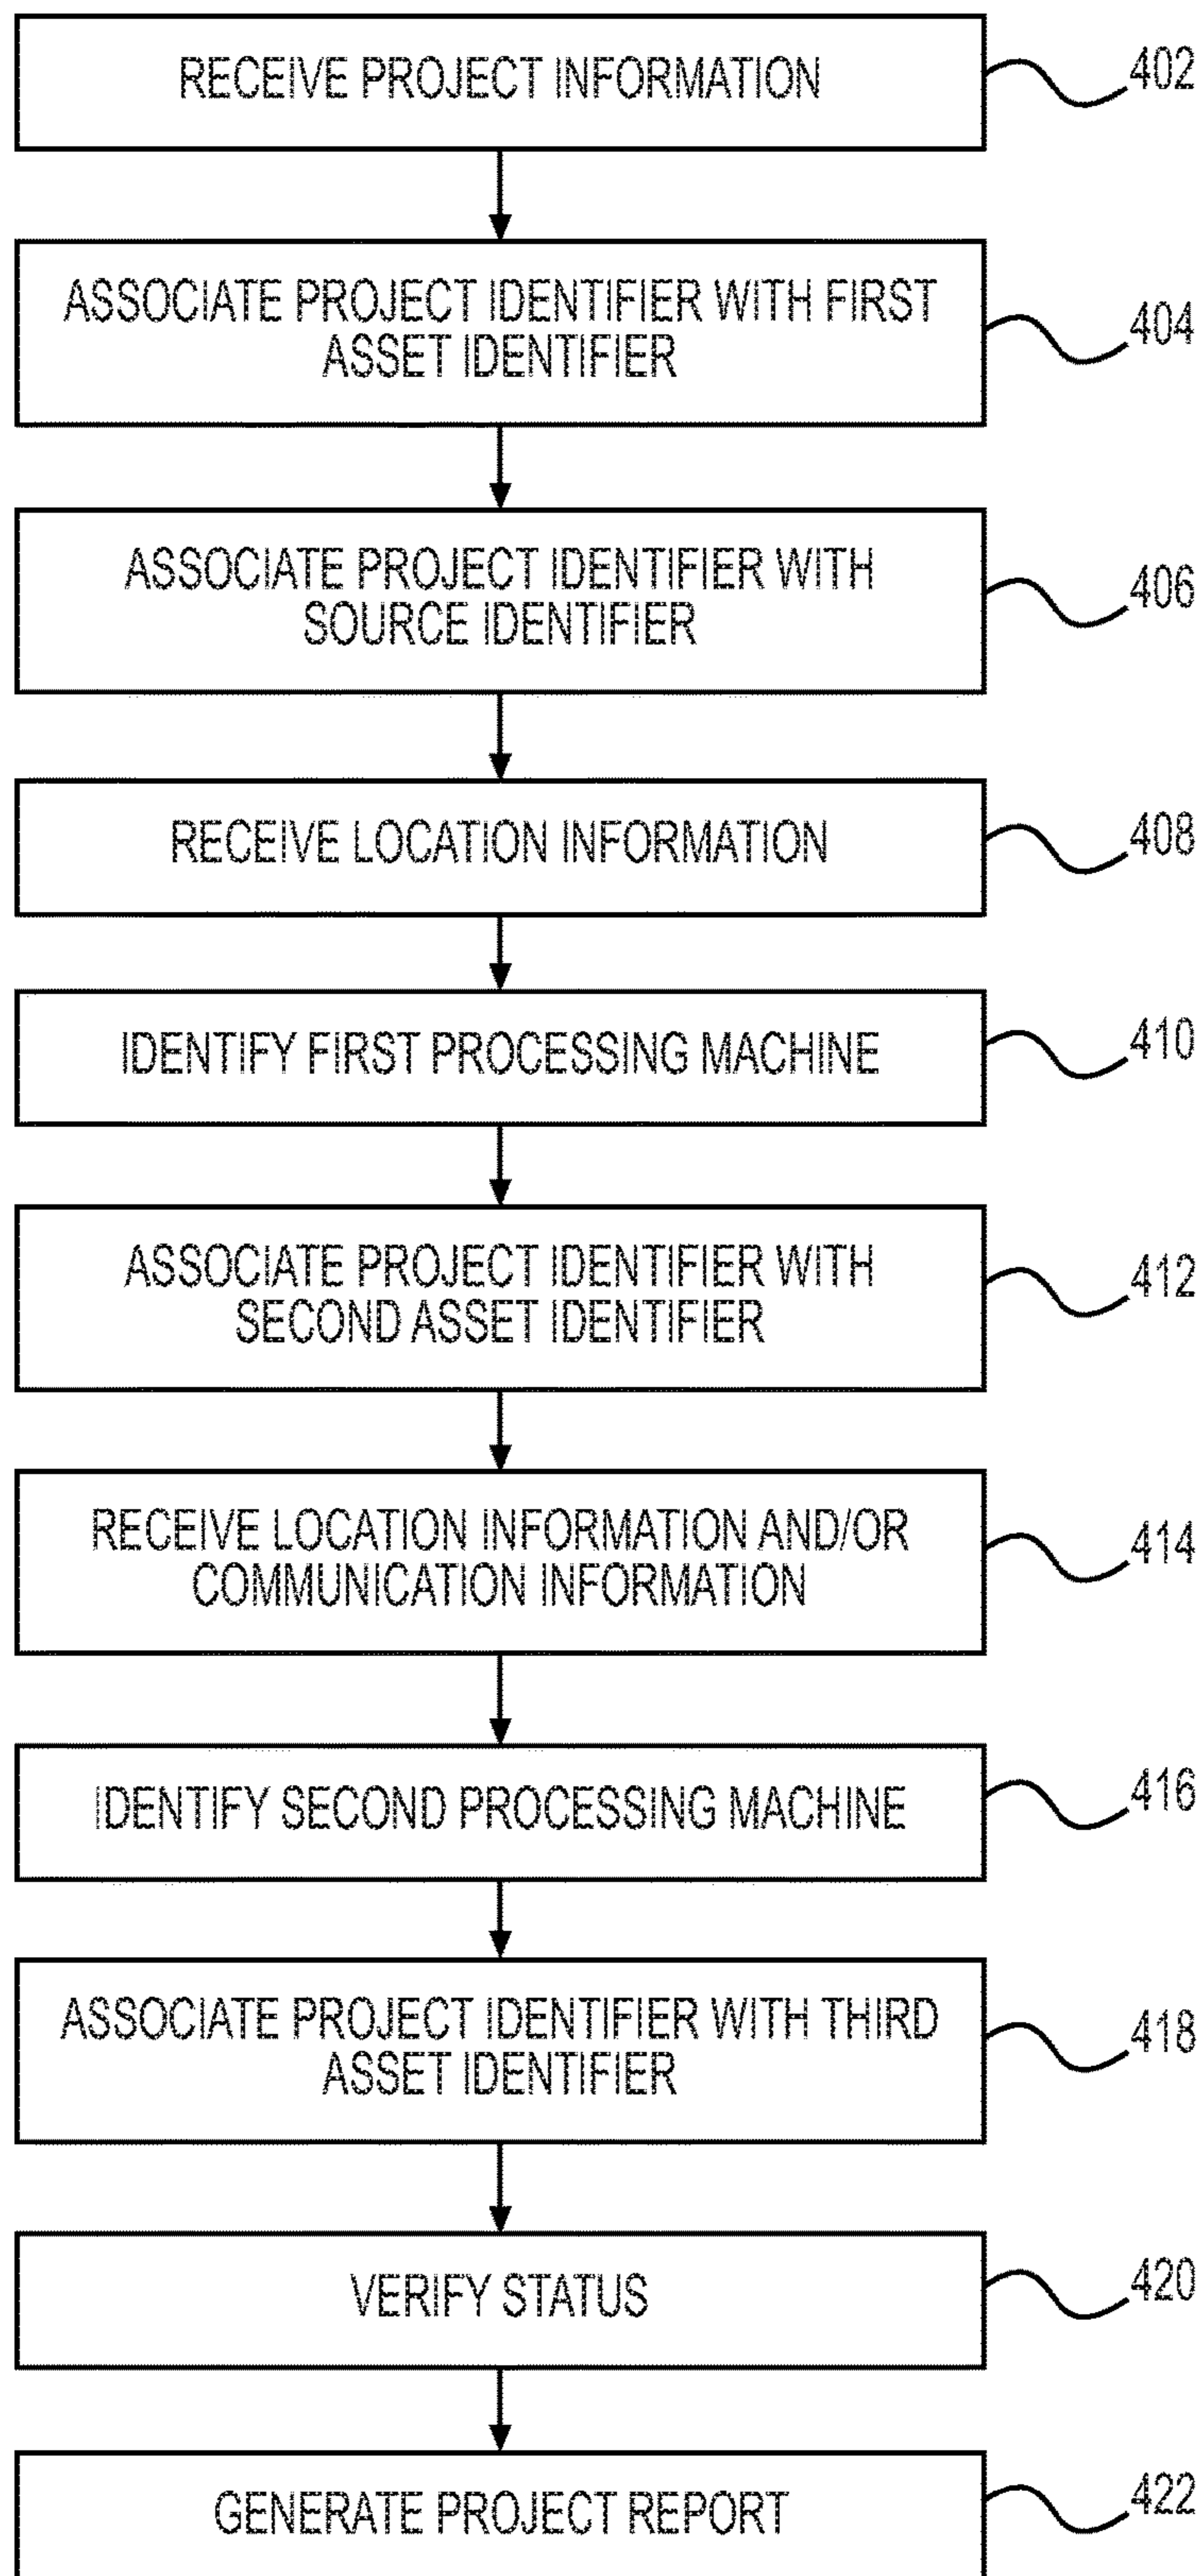 RECEIVE PROJECT INFORMATION
402
ASSOCIATE PROJECT IDENTIFIER WITH FIRST
ASSET IDENTIFIER
404
ASSOCIATE PROJECT IDENTIFIER WITH
SOURCE IDENTIFIER
406
RECEIVE LOCATION INFORMATION
408
IDENTIFY FIRST PROCESSING MACHINE
410
ASSOCIATE PROJECT IDENTIFIER WITH
SECOND ASSET IDENTIFIER
412
RECEIVE LOCATION INFORMATION AND/OR
COMMUNICATION INFORMATION
414
IDENTIFY SECOND PROCESSING MACHINE
416
ASSOCIATE PROJECT IDENTIFIER WITH THIRD
ASSET IDENTIFIER
418
VERIFY STATUS
420
GENERATE PROJECT REPORT
422